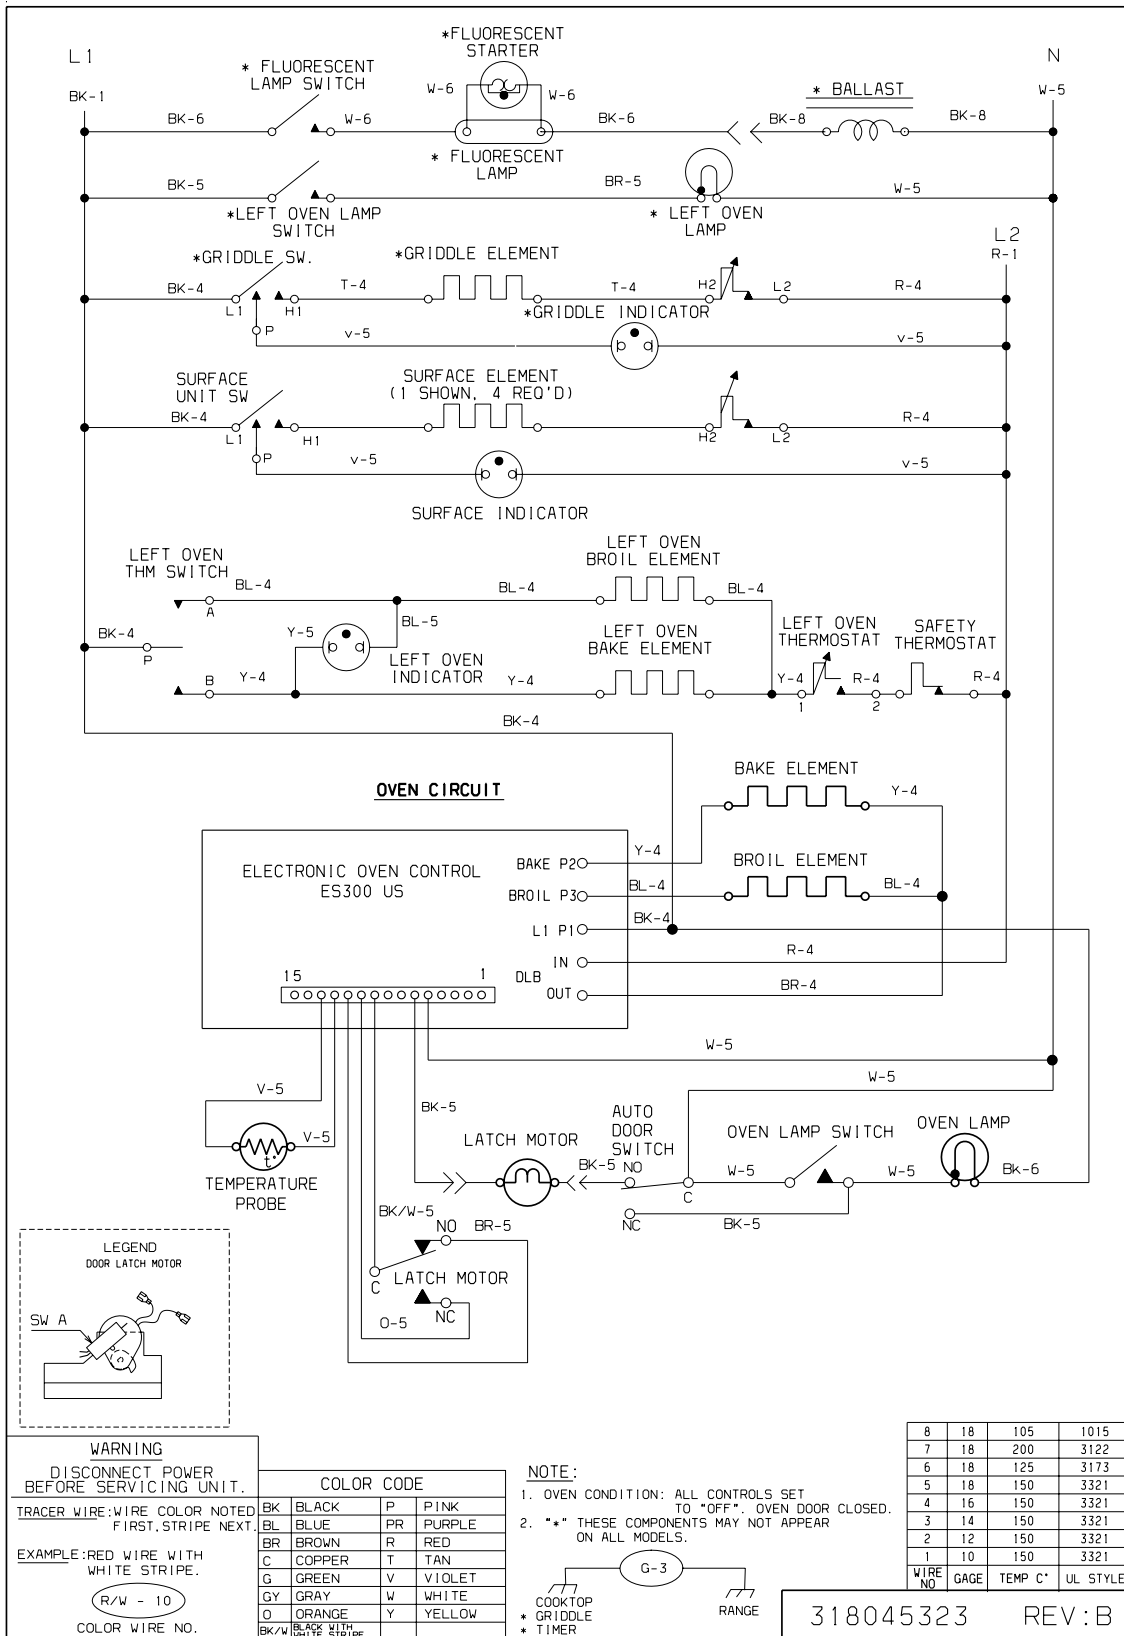 L1
N
BK-1
W-5
*FLUORESCENT
STARTER
* FLUORESCENT
LAMP SWITCH
W-6
W-6
* BALLAST
BK-6
W-6
BK-6
BK-8
BK-8
* FLUORESCENT
LAMP
BK-5
BR-5
W-5
*LEFT OVEN LAMP
SWITCH
* LEFT OVEN
LAMP
L2
R-1
*GRIDDLE SW.
*GRIDDLE ELEMENT
BK-4
T-4
T-4
H2
L2
R-4
L1
H1
*GRIDDLE INDICATOR
P
v-5
v-5
SURFACE
UNIT SW
SURFACE ELEMENT
(1 SHOWN, 4 REQ'D)
BK-4
R-4
L1
H1
H2
L2
P
v-5
v-5
SURFACE INDICATOR
LEFT OVEN
THM SWITCH
LEFT OVEN
BROIL ELEMENT
BL-4
BL-4
BL-4
A
BL-5
BK-4
P
Y-5
LEFT OVEN
INDICATOR
LEFT OVEN
BAKE ELEMENT
LEFT OVEN
THERMOSTAT
SAFETY
THERMOSTAT
B
Y-4
Y-4
Y-4
R-4
R-4
1
2
BK-4
OVEN CIRCUIT
BAKE ELEMENT
Y-4
ELECTRONIC OVEN CONTROL
ES300 US
BAKE P2
Y-4
BROIL ELEMENT
BROIL P3
BL-4
BL-4
L1 P1
BK-4
IN
R-4
DLB
OUT
BR-4
15
1
W-5
W-5
V-5
BK-5
V-5
TEMPERATURE
PROBE
t°
LATCH MOTOR
AUTO
DOOR
SWITCH
OVEN LAMP SWITCH
OVEN LAMP
BK-5
NO
W-5
W-5
BK-6
C
NC
BK-5
BK/W-5
NO
BR-5
C
LATCH MOTOR
NC
O-5
LEGEND
DOOR LATCH MOTOR
SW A
WARNING
DISCONNECT POWER
BEFORE SERVICING UNIT.
TRACER WIRE:WIRE COLOR NOTED
FIRST,STRIPE NEXT.
EXAMPLE:RED WIRE WITH
WHITE STRIPE.
R/W - 10
COLOR WIRE NO.
COLOR CODE
BK BLACK P PINK
BL BLUE PR PURPLE
BR BROWN R RED
C COPPER T TAN
G GREEN V VIOLET
GY GRAY W WHITE
O ORANGE Y YELLOW
BK/W BLACK WITH
WHITE STRIPE
NOTE:
1. OVEN CONDITION: ALL CONTROLS SET
TO "OFF". OVEN DOOR CLOSED.
2. "*" THESE COMPONENTS MAY NOT APPEAR
ON ALL MODELS.
G-3
COOKTOP
* GRIDDLE
* TIMER
RANGE
8 18 105 1015
7 18 200 3122
6 18 125 3173
5 18 150 3321
4 16 150 3321
3 14 150 3321
2 12 150 3321
1 10 150 3321
WIRE
NO GAGE TEMP C° UL STYLE
318045323 REV:B